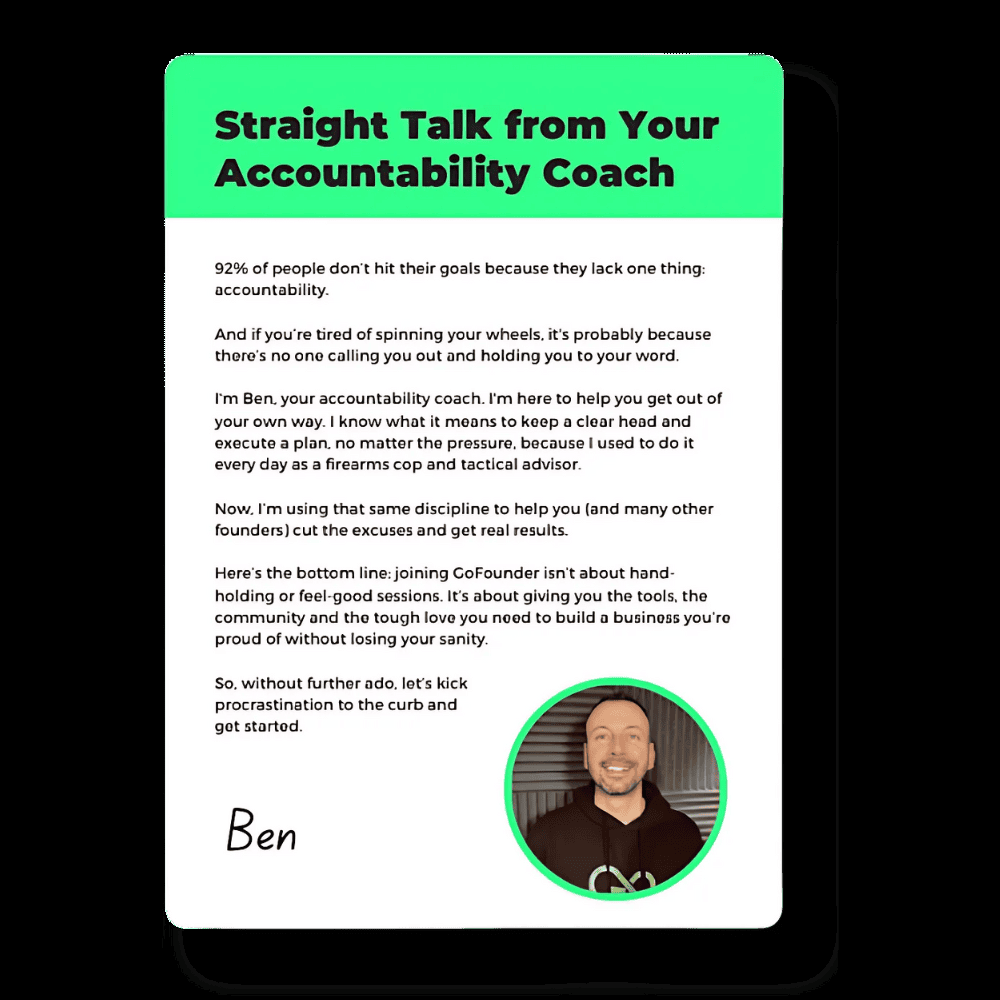 Straight Talk from Your
Accountability Coach
92% of people don't hit their goals because they lack one thing:
accountability.
And if you're tired of spinning your wheels, it's probably because
there's no one calling you out and holding you to your word.
I'm Ben, your accountability coach. I'm here to help you get out of
your own way. I know what it means to keep a clear head and
execute a plan, no matter the pressure, because I used to do it
every day as a firearms cop and tactical advisor.
Now, I'm using that same discipline to help you (and many other
founders) cut the excuses and get real results.
Here's the bottom line: joining GoFounder isn't about hand-
holding or feel-good sessions. It's about giving you the tools, the
community and the tough love you need to build a business you're
proud of without losing your sanity.
So, without further ado, let's kick
procrastination to the curb and
get started.
Ben